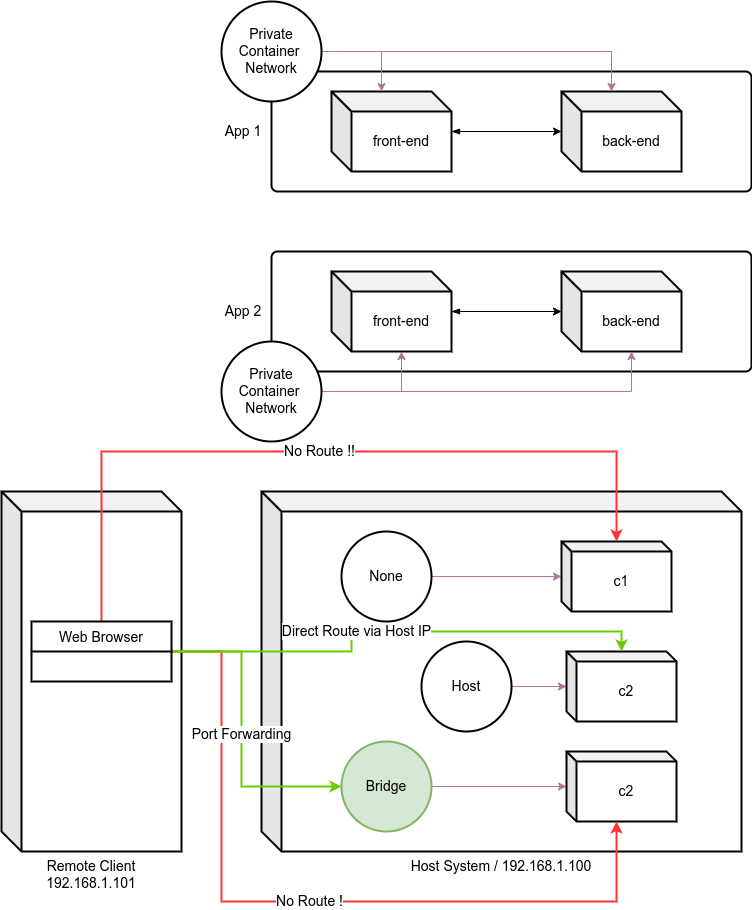 Private
Container
Network
App 1
front-end
back-end
App 2
front-end
back-end
Private
Container
Network
No Route !!
None
c1
Web Browser
Direct Route via Host IP
Host
c2
Port Forwarding
Bridge
c2
Remote Client
192.168.1.101
Host System / 192.168.1.100
No Route !